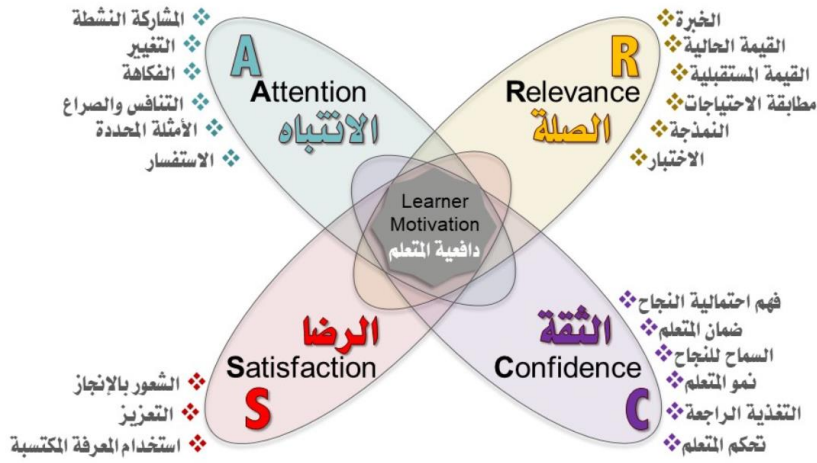 المشاركة النشطة
التغيير
الفكاهة
التنافس والصراع
الأمثلة المحددة
الاستفسار
A
Attention
الانتباه
R
Relevance
الصلة
الخبرة
القيمة الحالية
القيمة المستقبلية
مطابقة الاحتياجات
النمذجة
الاختبار
Learner
Motivation
دافعية المتعلم
الرضا
Satisfaction
S
الشعور بالإنجاز
التعزيز
استخدام المعرفة المكتسبة
الثقة
Confidence
C
فهم احتمالية النجاح
ضمان المتعلم
السماح للنجاح
نمو المتعلم
التغذية الراجعة
تحكم المتعلم